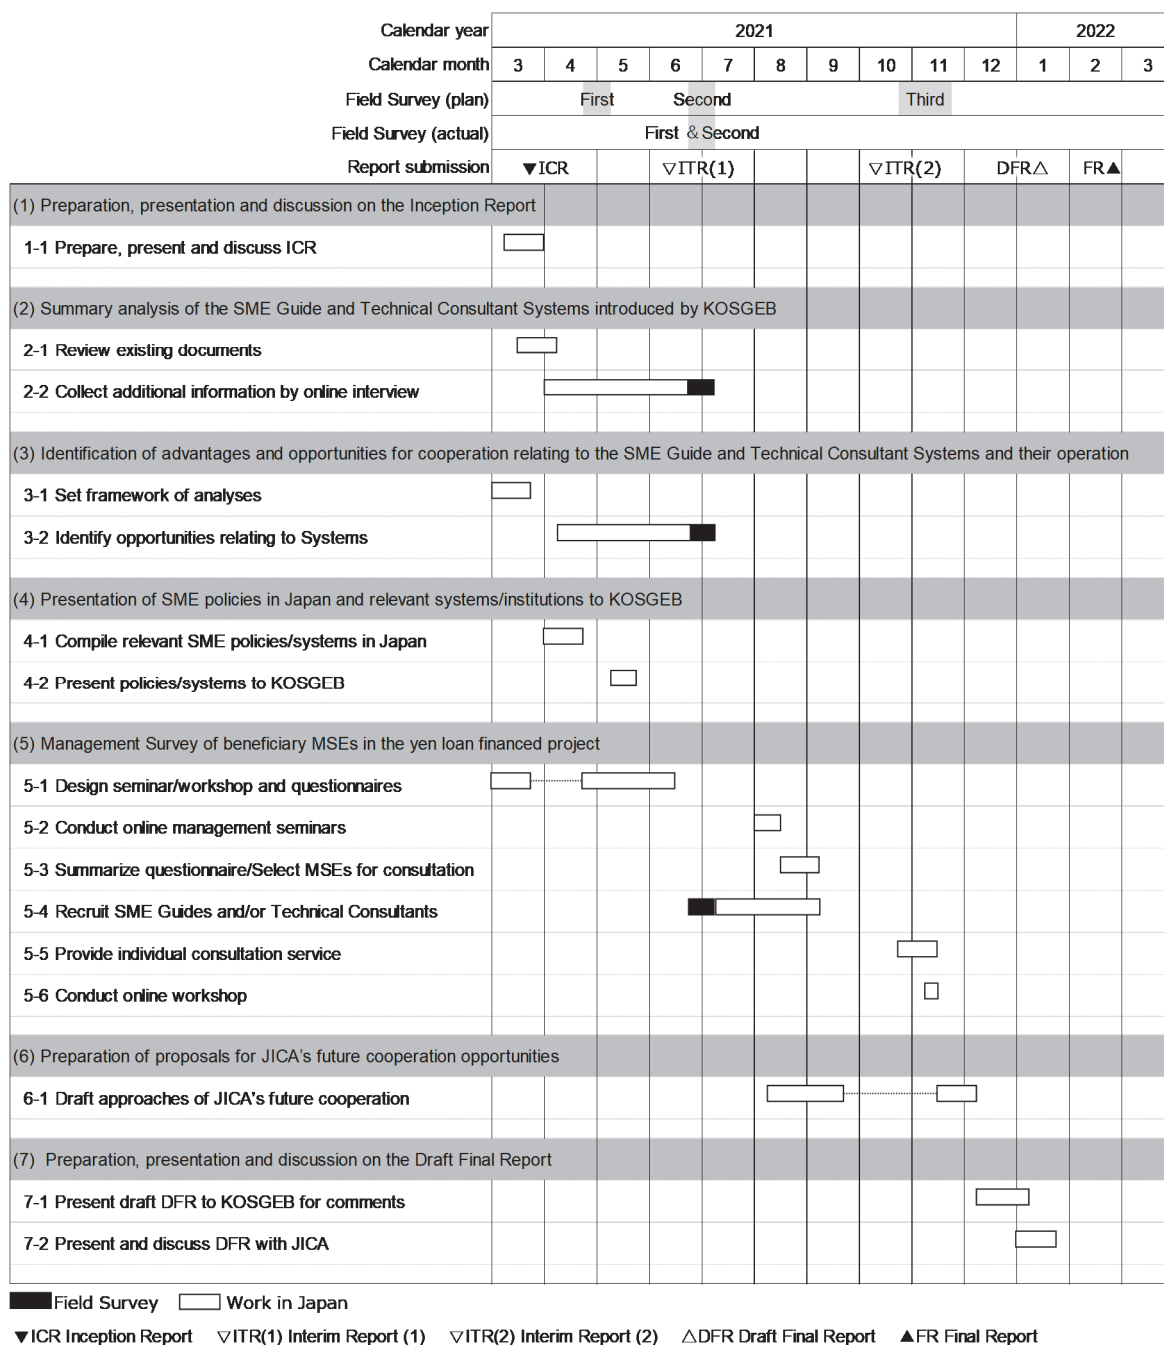 Calendar year 2021 2022
Calendar month 3 4 5 6 7 8 9 10 11 12 1 2 3
Field Survey (plan) First Second Third
Field Survey (actual) First & Second
Report submission ▼ICR ▽ITR(1) ▽ITR(2) DFR△ FR▲
(1) Preparation, presentation and discussion on the Inception Report
1-1 Prepare, present and discuss ICR
(2) Summary analysis of the SME Guide and Technical Consultant Systems introduced by KOSGEB
2-1 Review existing documents
2-2 Collect additional information by online interview
(3) Identification of advantages and opportunities for cooperation relating to the SME Guide and Technical Consultant Systems and their operation
3-1 Set framework of analyses
3-2 Identify opportunities relating to Systems
(4) Presentation of SME policies in Japan and relevant systems/institutions to KOSGEB
4-1 Compile relevant SME policies/systems in Japan
4-2 Present policies/systems to KOSGEB
(5) Management Survey of beneficiary MSEs in the yen loan financed project
5-1 Design seminar/workshop and questionnaires
5-2 Conduct online management seminars
5-3 Summarize questionnaire/Select MSEs for consultation
5-4 Recruit SME Guides and/or Technical Consultants
5-5 Provide individual consultation service
5-6 Conduct online workshop
(6) Preparation of proposals for JICA's future cooperation opportunities
6-1 Draft approaches of JICA's future cooperation
(7) Preparation, presentation and discussion on the Draft Final Report
7-1 Present draft DFR to KOSGEB for comments
7-2 Present and discuss DFR with JICA
Field Survey Work in Japan
▼ICR Inception Report ▽ITR(1) Interim Report (1) ▽ITR(2) Interim Report (2) △DFR Draft Final Report ▲FR Final Report